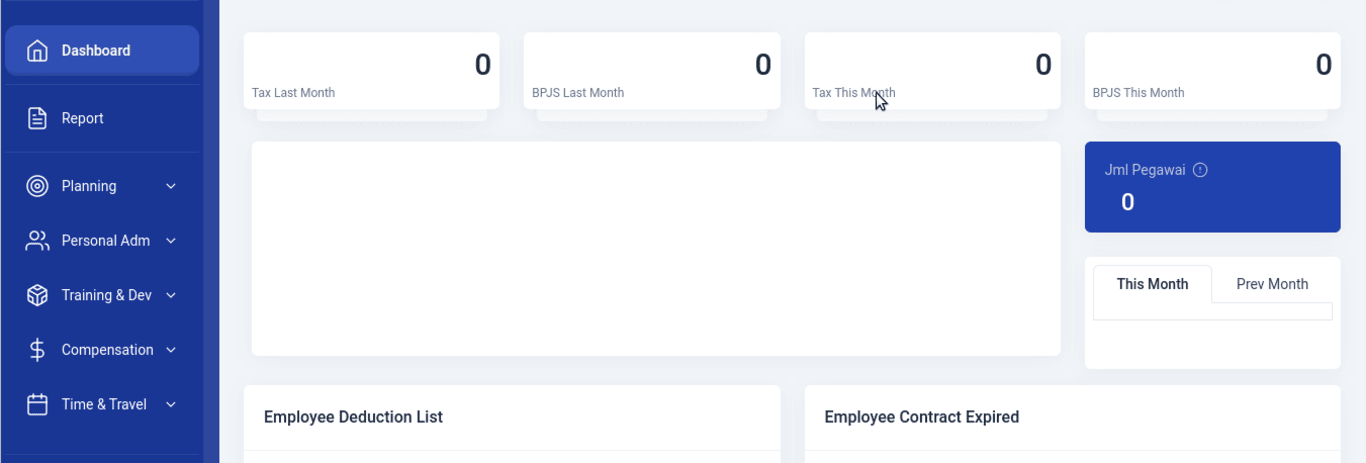 Dashboard
Report
Planning
Personal Adm
Training & Dev
Compensation
Time & Travel
0
Tax Last Month
0
BPJS Last Month
0
Tax This Month
0
BPJS This Month
Jml Pegawai
0
This Month Prev Month
Employee Deduction List
Employee Contract Expired